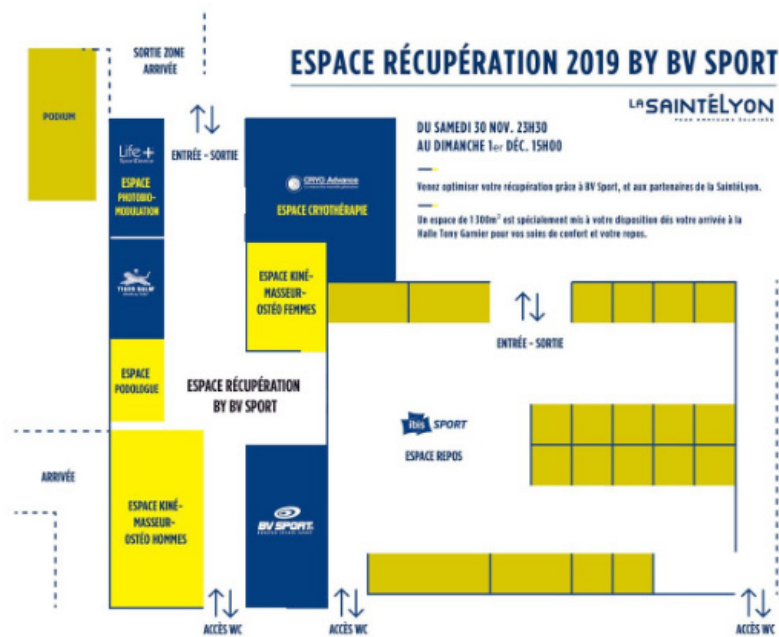 ESPACE RÉCUPÉRATION 2019 BY BV SPORT
LA SAINTÉLYON
DU SAMEDI 30 NOV. 23H30
AU DIMANCHE 1er DÉC. 15H00
Venez optimiser votre récupération grâce à BV Sport, et aux partenaires de la SaintéLyon.
Un espace de 1300m² est spécialement mis à votre disposition dès votre arrivée à la
Halle Tony Garnier pour vos soins de confort et votre repos.
SORTIE ZONE
ARRIVÉE
PODIUM
ENTRÉE - SORTIE
Life+
ESPACE
PHOTOBIO-
MODULATION
CRYO Advance
ESPACE CRYOTHÉRAPIE
TIGER BALM
ESPACE KINÉ-
MASSEUR-
OSTÉO FEMMES
ENTRÉE - SORTIE
ESPACE
PODOLOGUE
ESPACE RÉCUPÉRATION
BY BV SPORT
ibis SPORT
ESPACE REPOS
ARRIVÉE
ESPACE KINÉ-
MASSEUR-
OSTÉO HOMMES
BV SPORT
ACCÈS WC
ACCÈS WC
ACCÈS WC